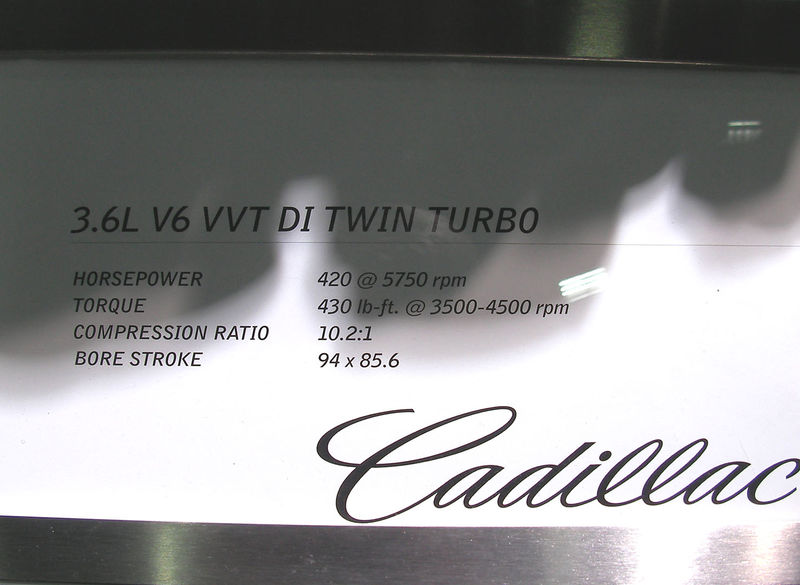 3.6L V6 VVT DI TWIN TURBO
HORSEPOWER 420 @ 5750 rpm
TORQUE 430 lb-ft. @ 3500-4500 rpm
COMPRESSION RATIO 10.2:1
BORE STROKE 94 x 85.6
Cadillac